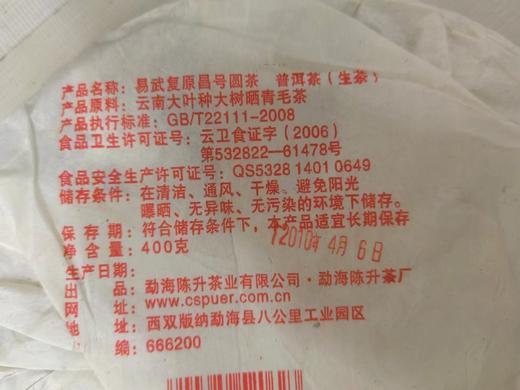 产品名称：易武复原昌号圆茶　普洱茶（生茶）
产品原料：云南大叶种大树晒青毛茶
产品执行标准：GB/T22111-2008
食品卫生许可证号：云卫食证字（2006）
第532822—61478号
食品安全生产许可证号：QS5328 1401 0649
储存条件：在清洁、通风、干燥、避免阳光
曝晒、无异味、无污染的环境下储存。
保存期：符合储存条件下，本产品适宜长期保存
净含量：400克
生产日期：2010年4月6日
出品：勐海陈升茶业有限公司·勐海陈升茶厂
网址：www.cspuer.com.cn
地址：西双版纳勐海县八公里工业园区
编：666200